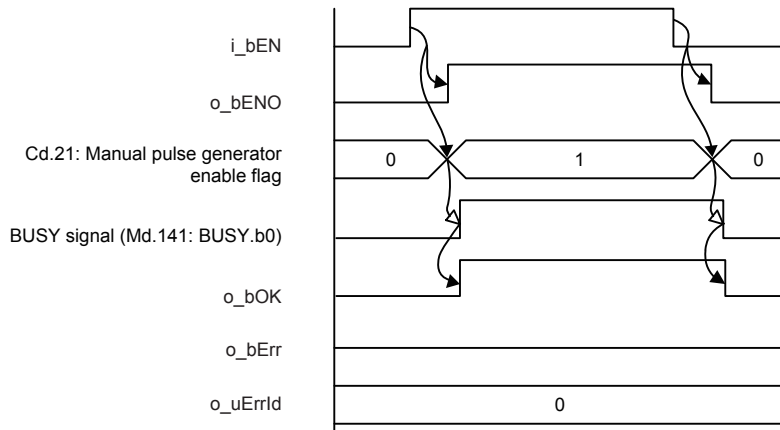 i_bEN
o_bENO
Cd.21: Manual pulse generator
enable flag
0
1
0
BUSY signal (Md.141: BUSY.b0)
o_bOK
o_bErr
o_uErrId
0